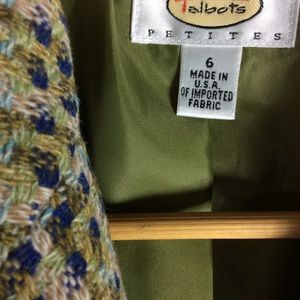 Talbots
PETITES
6
MADE IN
U.S.A.
OF IMPORTED
FABRIC